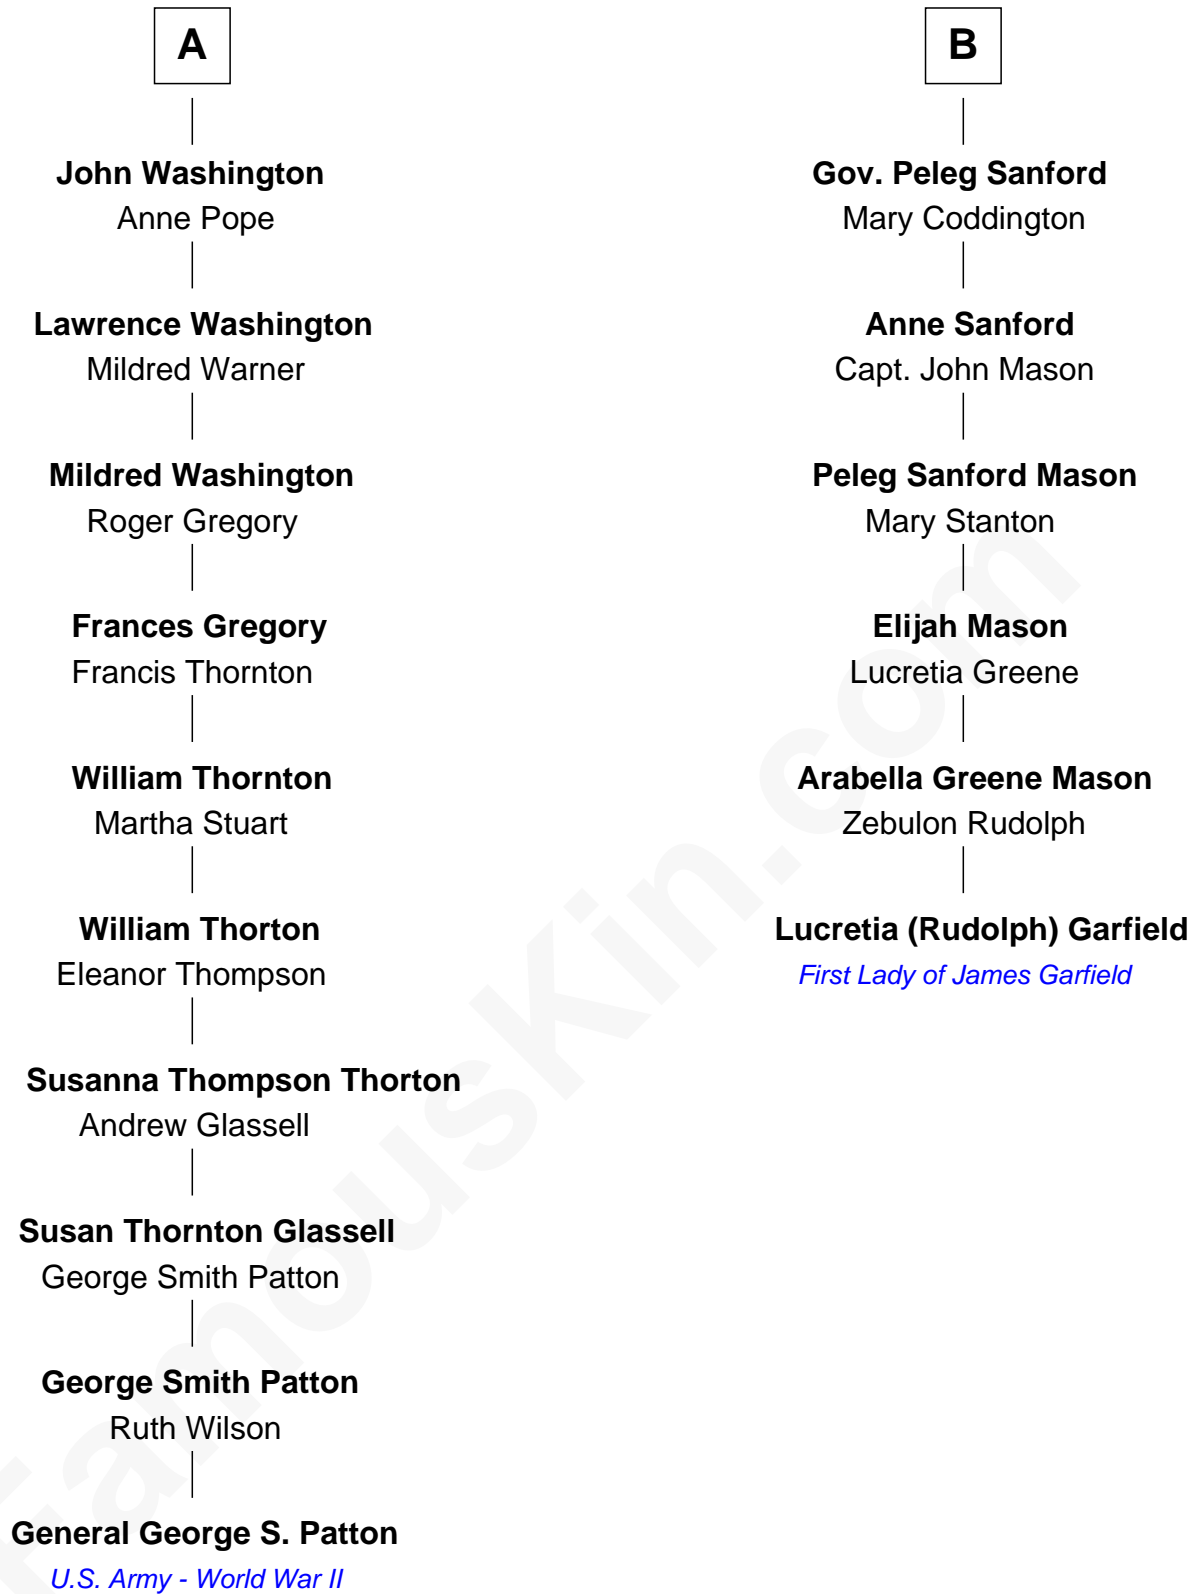 A
John Washington
Anne Pope
Lawrence Washington
Mildred Warner
Mildred Washington
Roger Gregory
Frances Gregory
Francis Thornton
William Thornton
Martha Stuart
William Thorton
Eleanor Thompson
Susanna Thompson Thorton
Andrew Glassell
Susan Thornton Glassell
George Smith Patton
George Smith Patton
Ruth Wilson
General George S. Patton
U.S. Army - World War II
B
Gov. Peleg Sanford
Mary Coddington
Anne Sanford
Capt. John Mason
Peleg Sanford Mason
Mary Stanton
Elijah Mason
Lucretia Greene
Arabella Greene Mason
Zebulon Rudolph
Lucretia (Rudolph) Garfield
First Lady of James Garfield
FamousKin.com